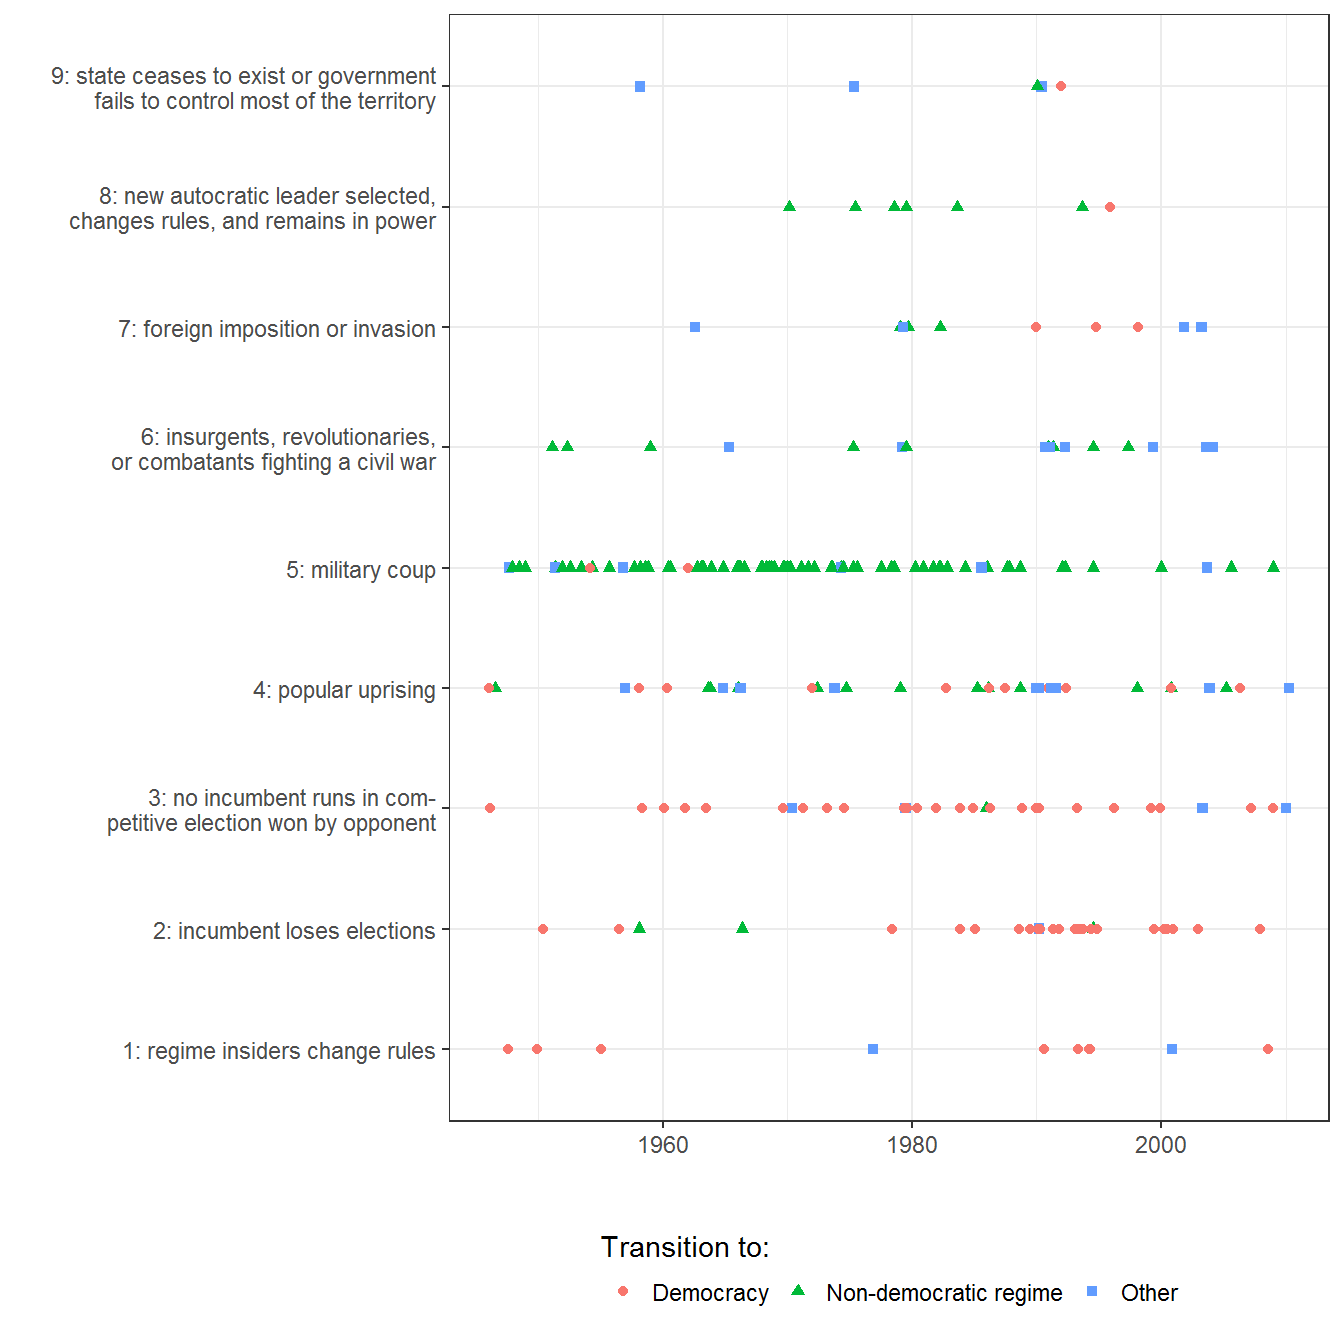 9: state ceases to exist or government
fails to control most of the territory
8: new autocratic leader selected,
changes rules, and remains in power
7: foreign imposition or invasion
6: insurgents, revolutionaries,
or combatants fighting a civil war
5: military coup
4: popular uprising
3: no incumbent runs in com-
petitive election won by opponent
2: incumbent loses elections
1: regime insiders change rules
1960 1980 2000
Transition to:
Democracy Non-democratic regime Other